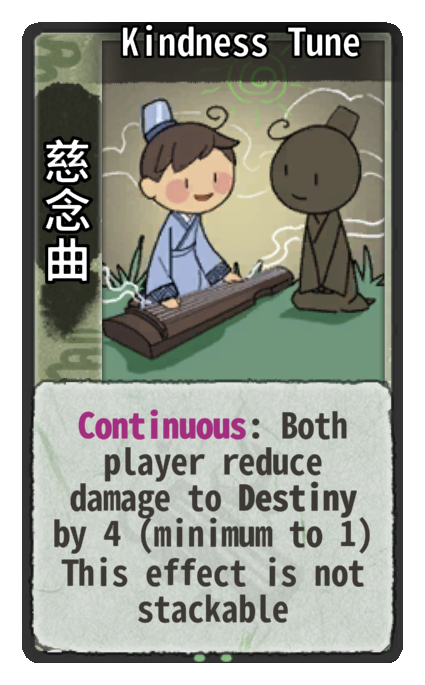 Kindness Tune
慈念曲
Continuous: Both
player reduce
damage to Destiny
by 4 (minimum to 1)
This effect is not
stackable